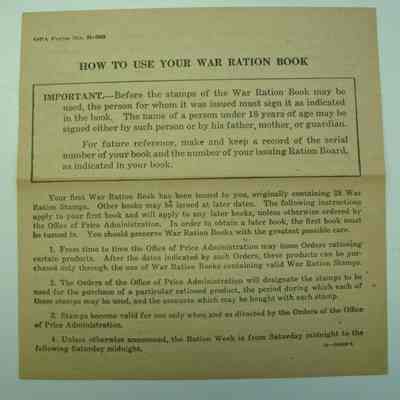 OPA Form No. R-303
HOW TO USE YOUR WAR RATION BOOK
IMPORTANT.—Before the stamps of the War Ration Book may be
used, the person for whom it was issued must sign it as indicated
in the book. The name of a person under 18 years of age may be
signed either by such person or by his father, mother, or guardian.
For future reference, make and keep a record of the serial
number of your book and the number of your issuing Ration Board,
as indicated in your book.
Your first War Ration Book has been issued to you, originally containing 28 War
Ration Stamps. Other books may be issued at later dates. The following instructions
apply to your first book and will apply to any later books, unless otherwise ordered by
the Office of Price Administration. In order to obtain a later book, the first book must
be turned in. You should preserve War Ration Books with the greatest possible care.
1. From time to time the Office of Price Administration may issue Orders rationing
certain products. After the dates indicated by such Orders, these products can be pur-
chased only through the use of War Ration Books containing valid War Ration Stamps.
2. The Orders of the Office of Price Administration will designate the stamps to be
used for the purchase of a particular rationed product, the period during which each of
these stamps may be used, and the amounts which may be bought with each stamp.
3. Stamps become valid for use only when and as directed by the Orders of the Office
of Price Administration.
4. Unless otherwise announced, the Ration Week is from Saturday midnight to the
following Saturday midnight.